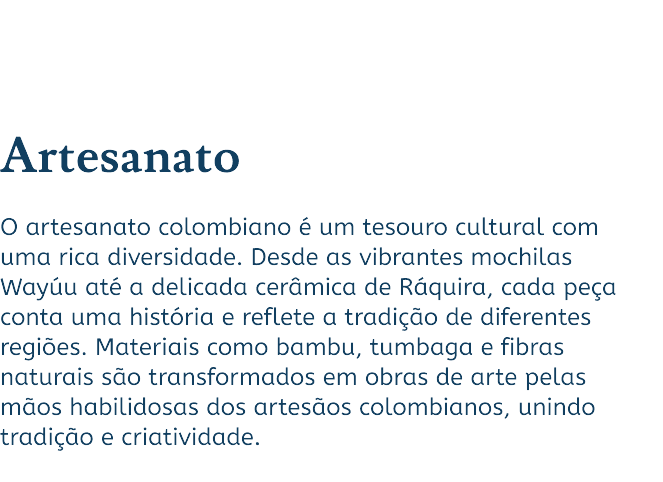 Artesanato
O artesanato colombiano é um tesouro cultural com
uma rica diversidade. Desde as vibrantes mochilas
Wayúu até a delicada cerâmica de Ráquira, cada peça
conta uma história e reflete a tradição de diferentes
regiões. Materiais como bambu, tumbaga e fibras
naturais são transformados em obras de arte pelas
mãos habilidosas dos artesãos colombianos, unindo
tradição e criatividade.